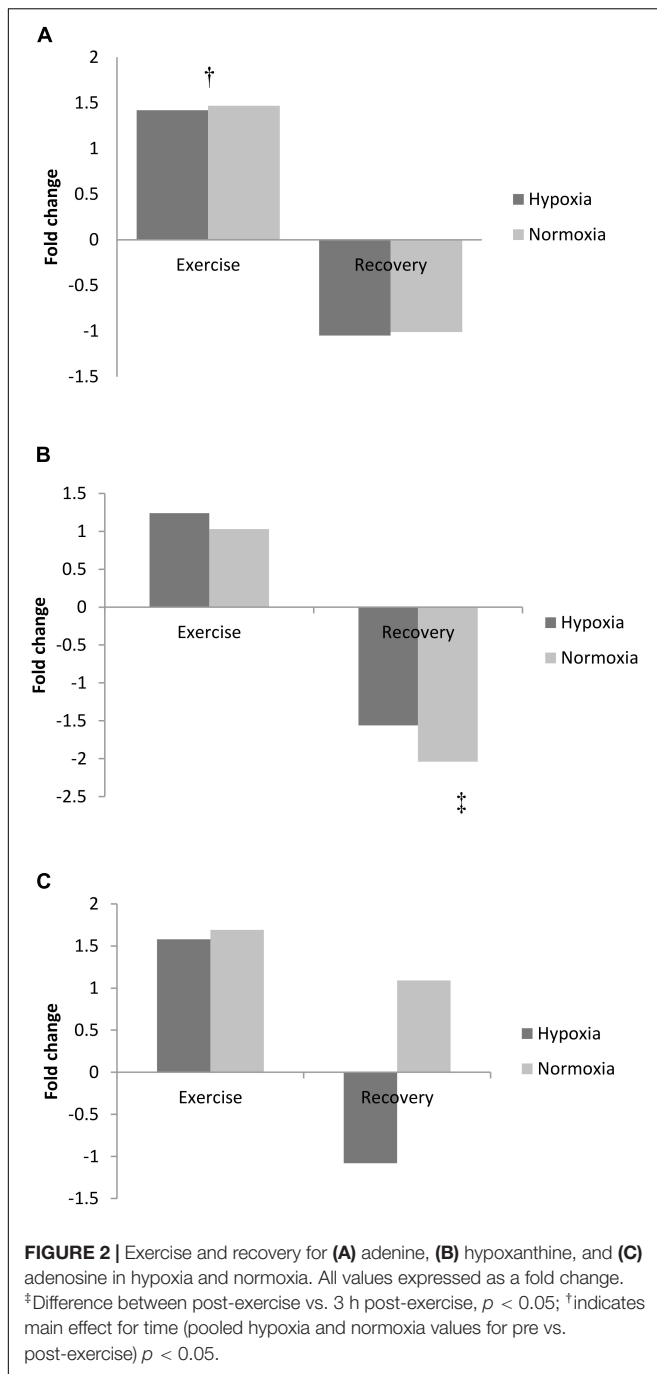 A
2
†
1.5
1
0.5
0
-0.5
-1
-1.5
Fold change
Exercise
Recovery
Hypoxia
Normoxia
B
1.5
1
0.5
0
-0.5
-1
-1.5
-2
-2.5
Fold change
Exercise
Recovery
Hypoxia
Normoxia
‡
C
2
1.5
1
0.5
0
-0.5
-1
-1.5
Fold change
Exercise
Recovery
Hypoxia
Normoxia
FIGURE 2 | Exercise and recovery for (A) adenine, (B) hypoxanthine, and (C)
adenosine in hypoxia and normoxia. All values expressed as a fold change.
‡Difference between post-exercise vs. 3 h post-exercise, p < 0.05; †indicates
main effect for time (pooled hypoxia and normoxia values for pre vs.
post-exercise) p < 0.05.